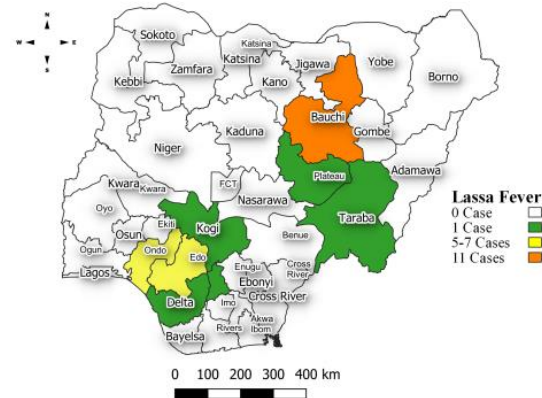 N
W E
S
Sokoto
Katsina
Katsina
Jigawa
Yobe
Zamfara
Kebbi
Kano
Borno
Bauchi
Gombe
Kaduna
Niger
Adamawa
Plateau
FCT
Kwara
Kwara
Nasarawa
Taraba
Oyo
Kogi
Ekiti
Osun
Benue
Ogun
Ondo
Edo
Lagos
Enugu
Cross
River
Ebonyi
Cross River
Delta
Imo
Akwa
Ibom
Rivers
Bayelsa
Lassa Fever
0 Case
1 Case
5-7 Cases
11 Cases
0 100 200 300 400 km